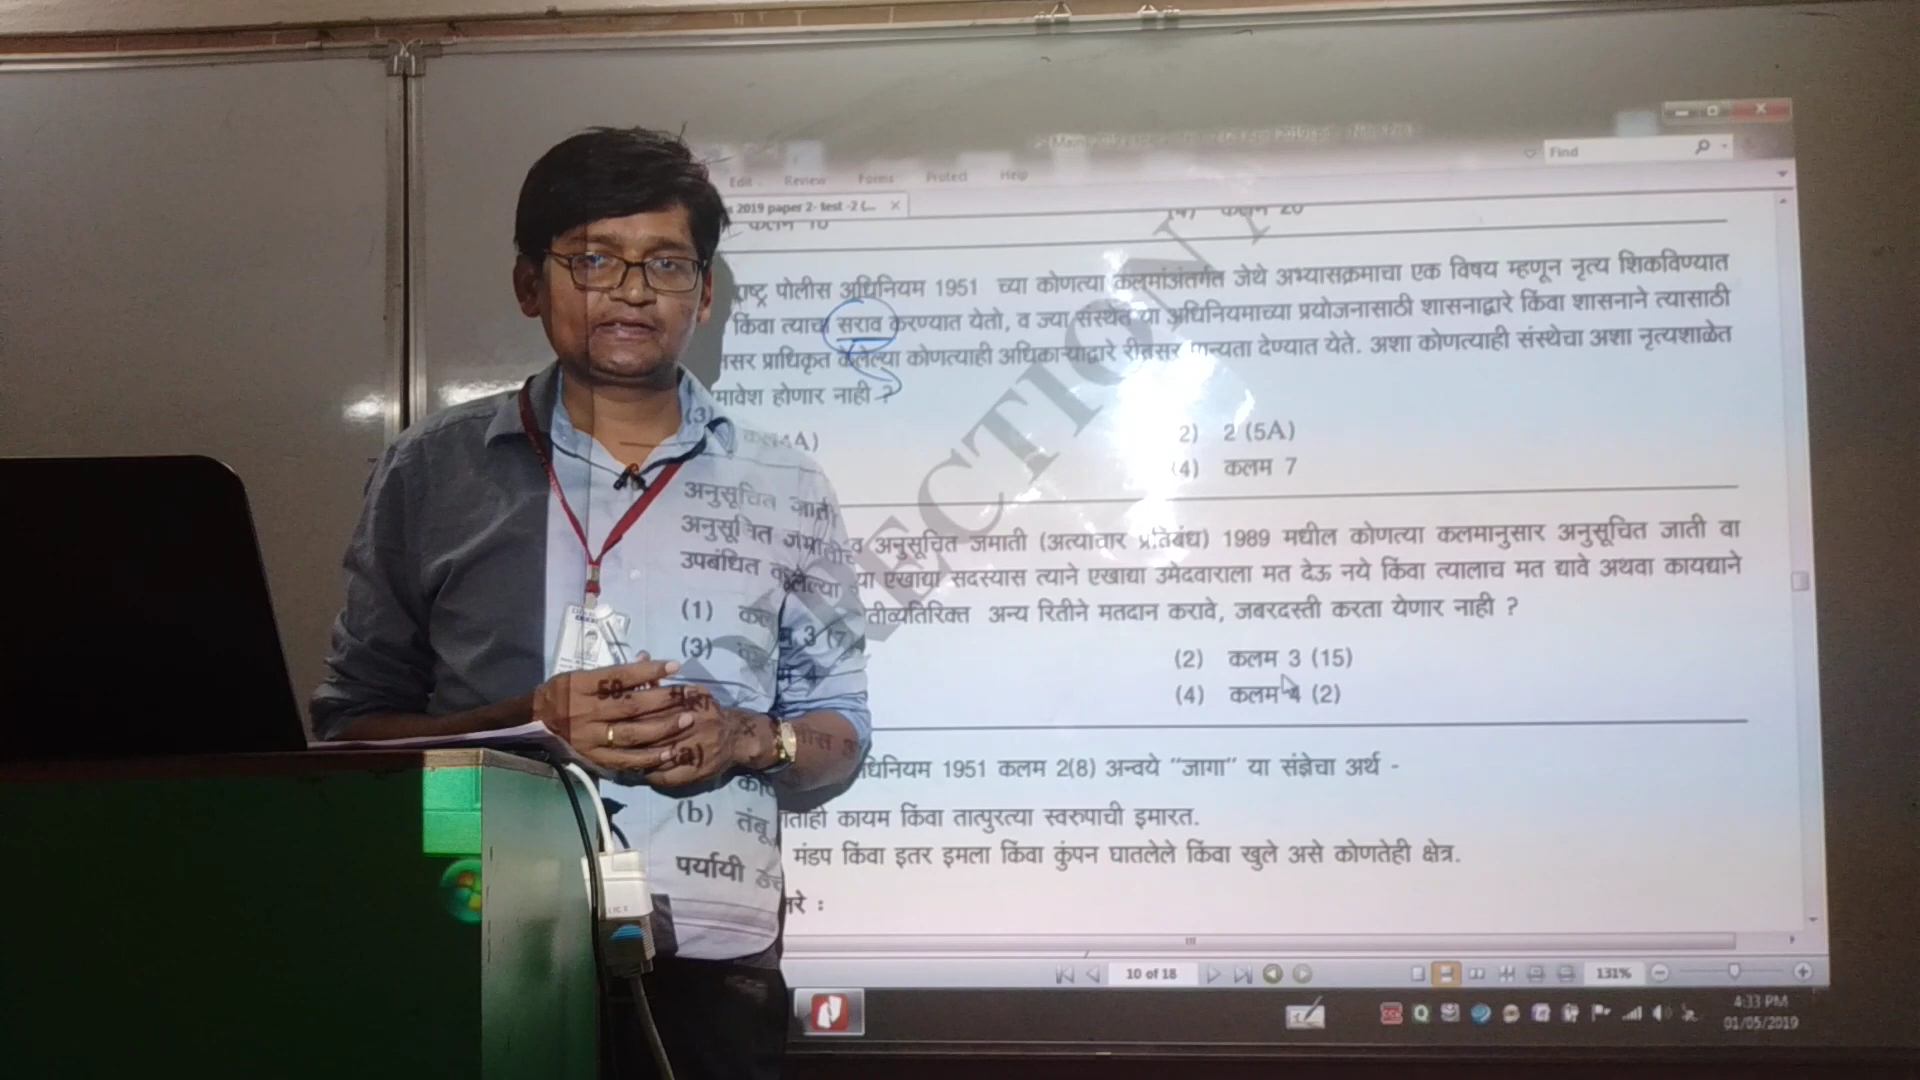 Edit Review Forms Protect Help
Find
2019 paper 2- test -2 (... ×
कलम 10
कलम 20
पोलीस अधिनियम 1951 च्या कोणत्या कलमांअंतर्गत जेथे अभ्यासक्रमाचा एक विषय म्हणून नृत्य शिकविण्यात
किंवा त्याचा सराव करण्यात येतो, व ज्या संस्थेत या अधिनियमाच्या प्रयोजनासाठी शासनाद्वारे किंवा शासनाने त्यासाठी
प्राधिकृत केलेल्या कोणत्याही अधिकाऱ्याद्वारे रीतसर मान्यता देण्यात येते. अशा कोणत्याही संस्थेचा अशा नृत्यशाळेत
होणार नाही ?
2) 2 (5A)
(3)
(4) कलम 7
अनुसूचित जाती
अनुसूचित जमाती
व अनुसूचित जमाती (अत्याचार प्रतिबंध) 1989 मधील कोणत्या कलमानुसार अनुसूचित जाती वा
या एखाद्या सदस्यास त्याने एखाद्या उमेदवाराला मत देऊ नये किंवा त्यालाच मत द्यावे अथवा कायद्याने
उपबंधित केलेल्या
अन्य रितीने मतदान करावे, जबरदस्ती करता येणार नाही ?
(1) 3 (7)
(2) कलम 3 (15)
(3)
(4) कलम 4 (2)
50.
1951 कलम 2(8) अन्वये "जागा" या संज्ञेचा अर्थ -
(a)
कायम किंवा तात्पुरत्या स्वरुपाची इमारत.
(b) तंबू
मंडप किंवा इतर इमला किंवा कुंपन घातलेले किंवा खुले असे कोणतेही क्षेत्र.
पर्यायी
10 of 18
131%
4:33 PM
01/05/2019